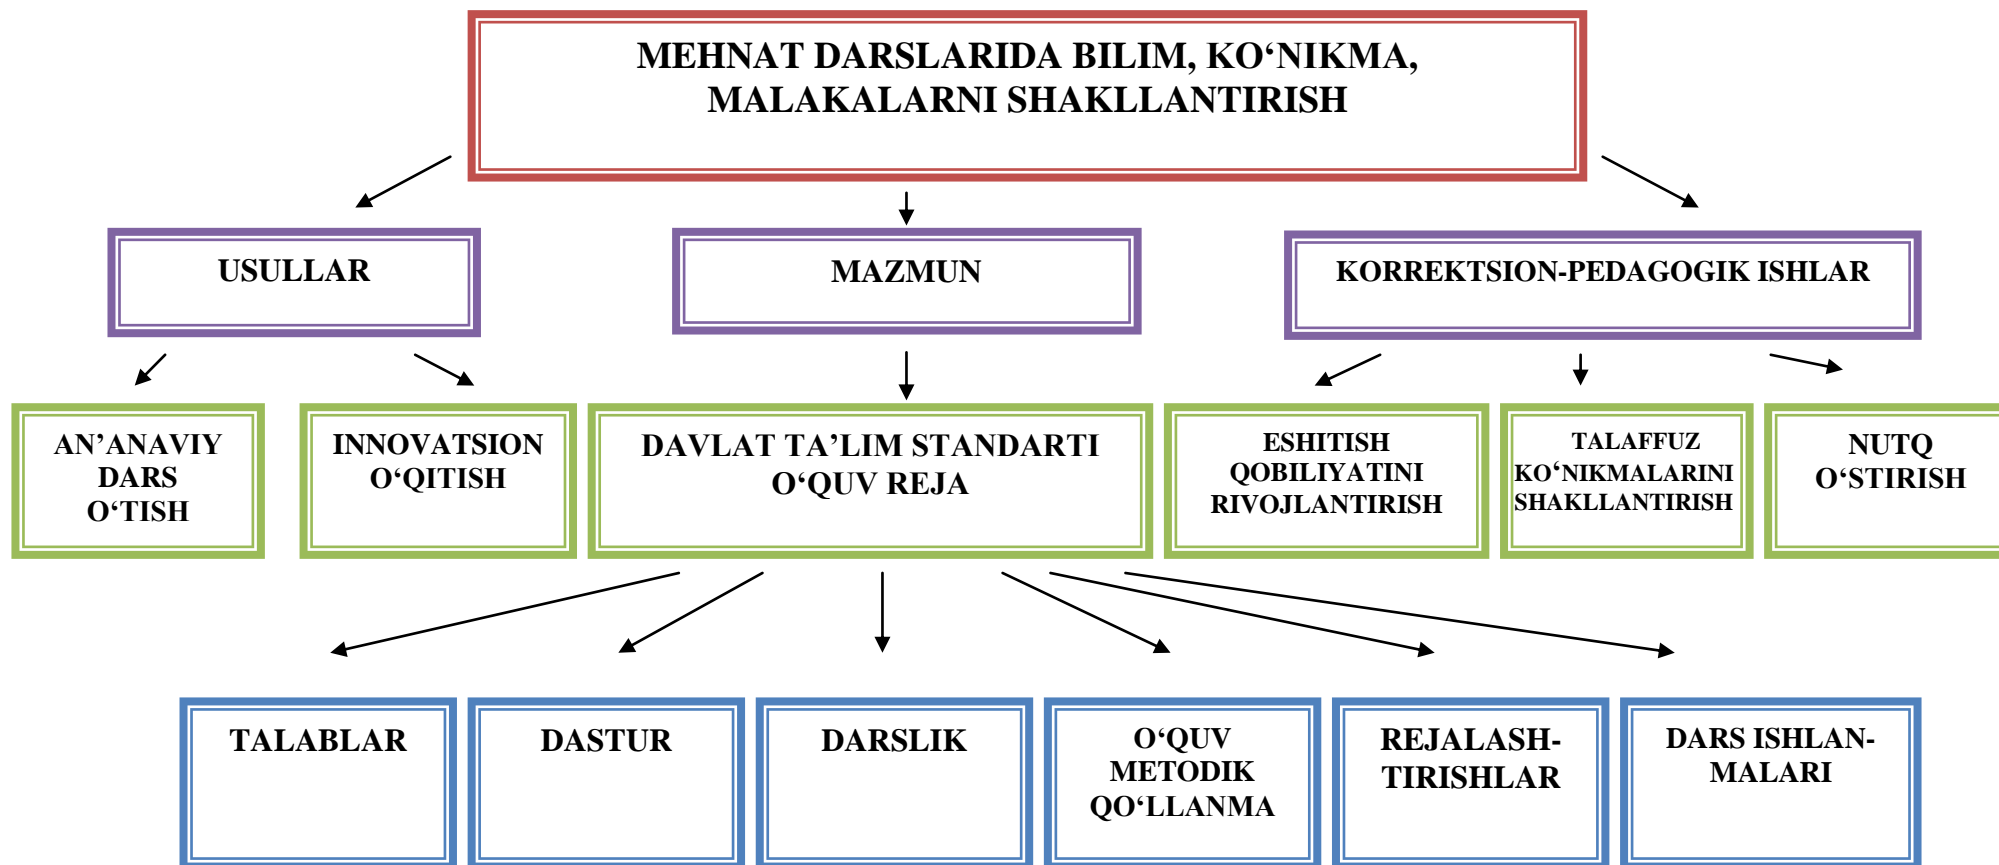 MEHNAT DARSLARIDA BILIM, KO‘NIKMA,
MALAKALARNI SHAKLLANTIRISH
USULLAR
MAZMUN
KORREKTSION-PEDAGOGIK ISHLAR
AN’ANAVIY
DARS
O‘TISH
INNOVATSION
O‘QITISH
DAVLAT TA’LIM STANDARTI
O‘QUV REJA
ESHITISH
QOBILIYATINI
RIVOJLANTIRISH
TALAFFUZ
KO‘NIKMALARINI
SHAKLLANTIRISH
NUTQ
O‘STIRISH
TALABLAR
DASTUR
DARSLIK
O‘QUV
METODIK
QO‘LLANMA
REJALASH-
TIRISHLAR
DARS ISHLAN-
MALARI